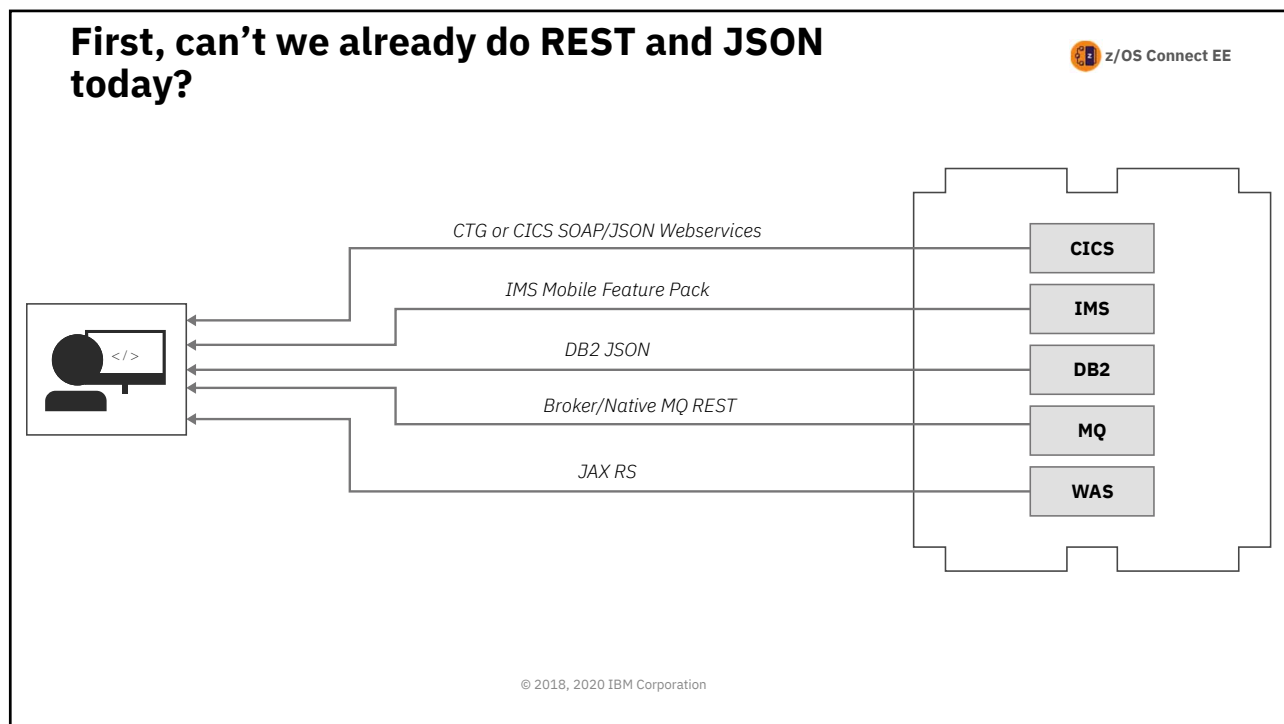 First, can’t we already do REST and JSON
today?
z/OS Connect EE
CTG or CICS SOAP/JSON Webservices
CICS
IMS Mobile Feature Pack
IMS
</>
DB2 JSON
DB2
Broker/Native MQ REST
MQ
JAX RS
WAS
© 2018, 2020 IBM Corporation